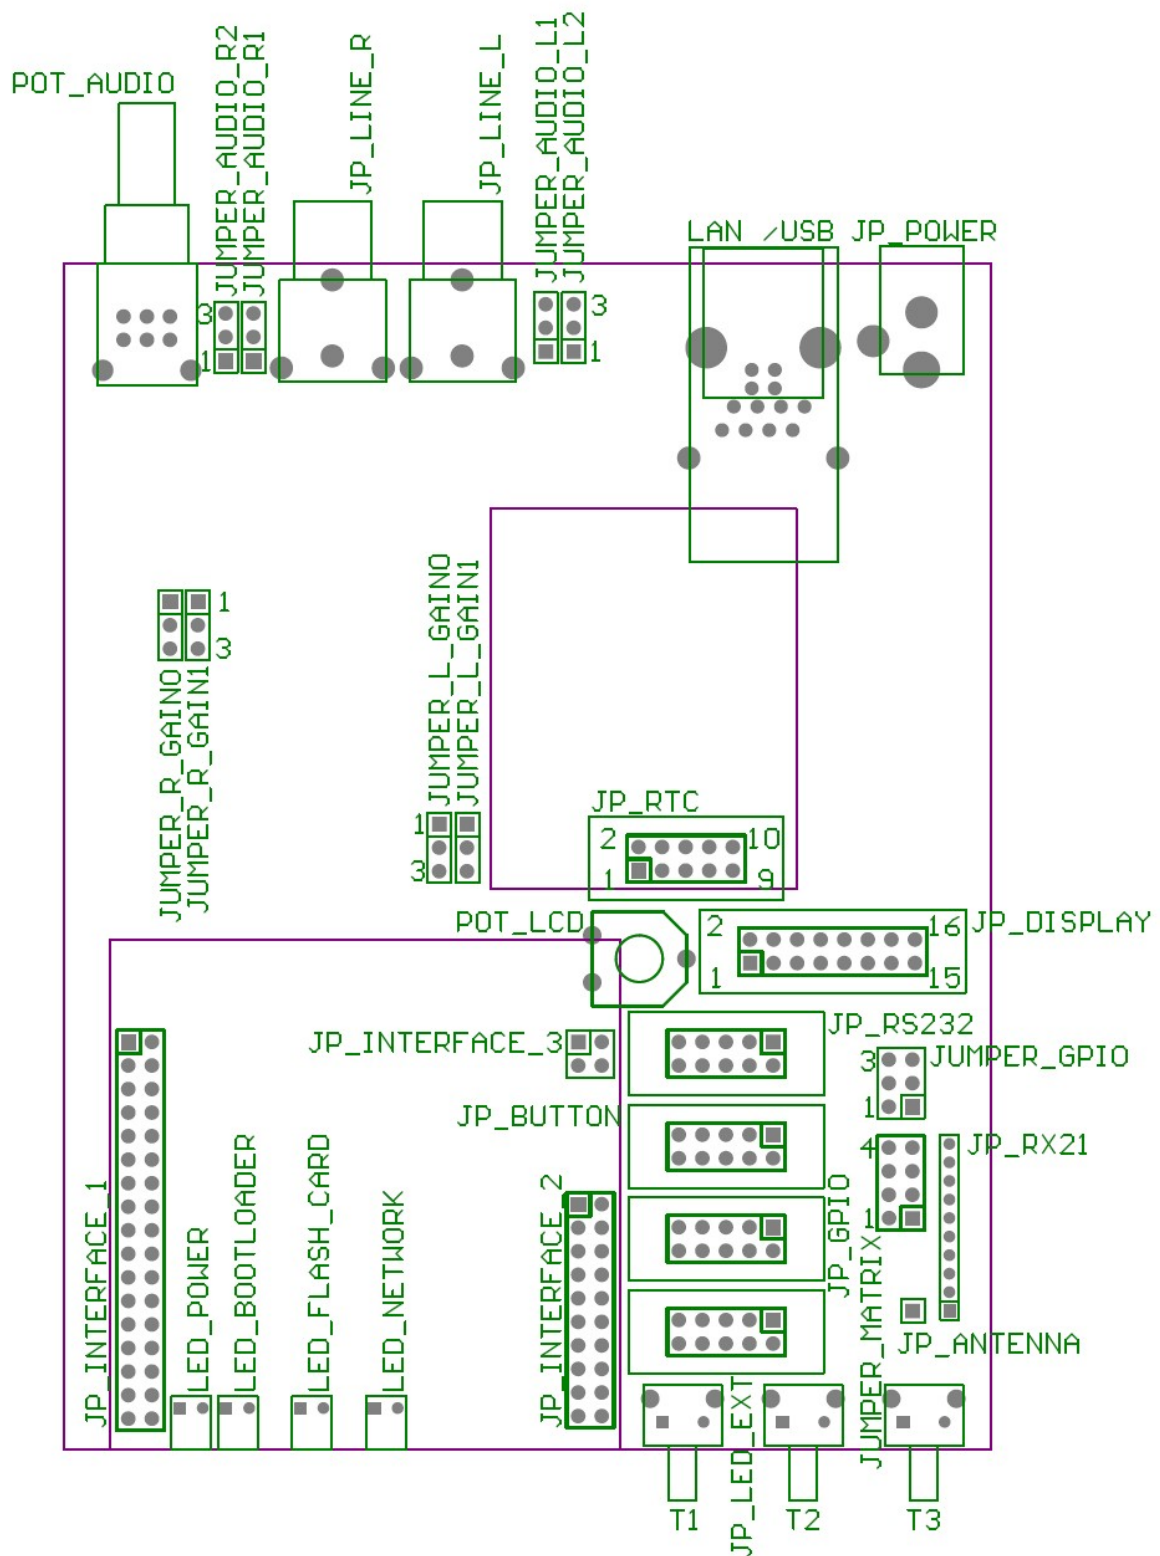 POT_AUDIO
JUMPER_AUDIO_R2
JUMPER_AUDIO_R1
JP_LINE_R
JP_LINE_L
JUMPER_AUDIO_L1
JUMPER_AUDIO_L2
LAN /USB
JP_POWER
3
1
3
1
JUMPER_L_GAIN0
JUMPER_L_GAIN1
1
3
JUMPER_R_GAIN0
JUMPER_R_GAIN1
JP_RTC
1
3
2
10
1
9
POT_LCD
2
16
JP_DISPLAY
1
15
JP_INTERFACE_3
JP_RS232
3
JUMPER_GPIO
1
JP_BUTTON
4
JP_RX21
1
JP_INTERFACE_1
LED_POWER
LED_BOOTLOADER
LED_FLASH_CARD
LED_NETWORK
JP_INTERFACE_2
JP_GPIO
JUMPER_MATRIX
JP_ANTENNA
JP_LED_EXT
T1
T2
T3